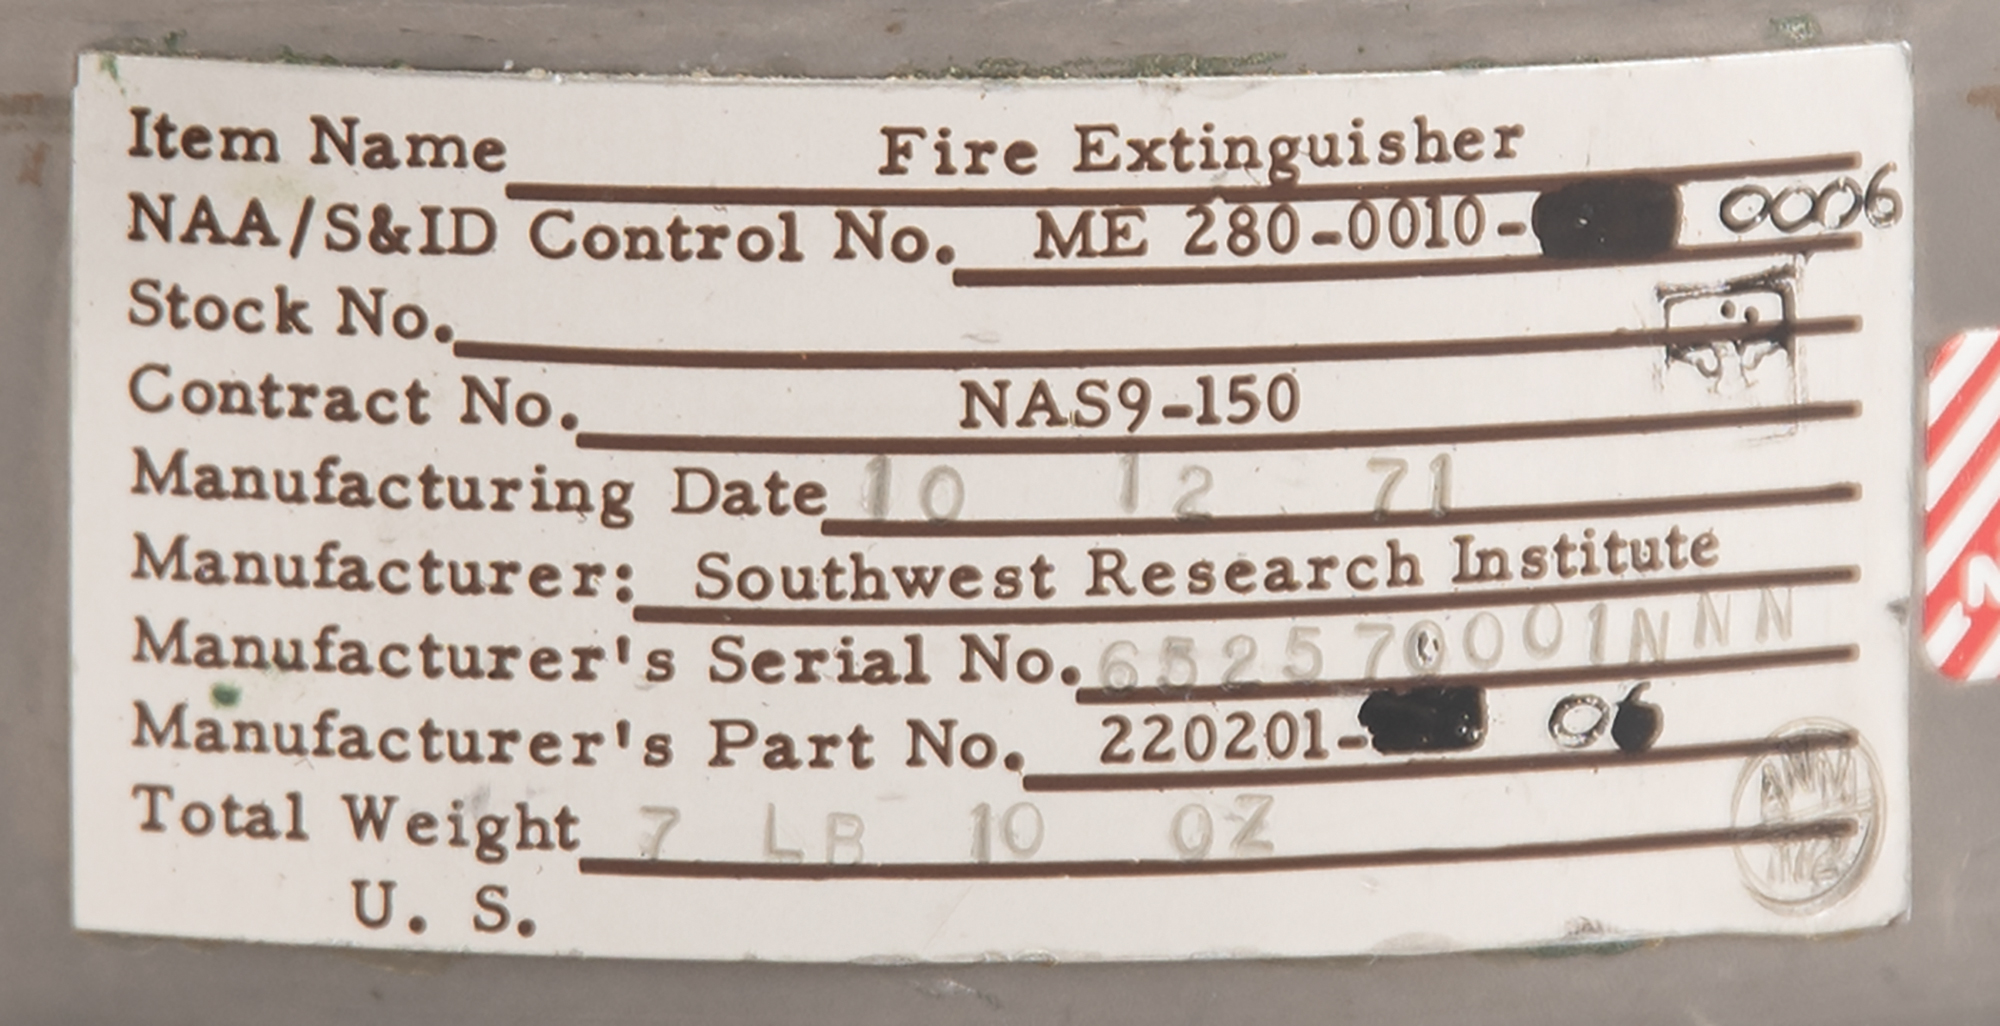 Item Name Fire Extinguisher
NAA/S&ID Control No. ME 280-0010- 0006
Stock No.
Contract No. NAS9-150
Manufacturing Date 10 12 71
Manufacturer: Southwest Research Institute
Manufacturer's Serial No. 652570001NNN
Manufacturer's Part No. 220201- 06
Total Weight 7 LB 10 OZ
U. S.